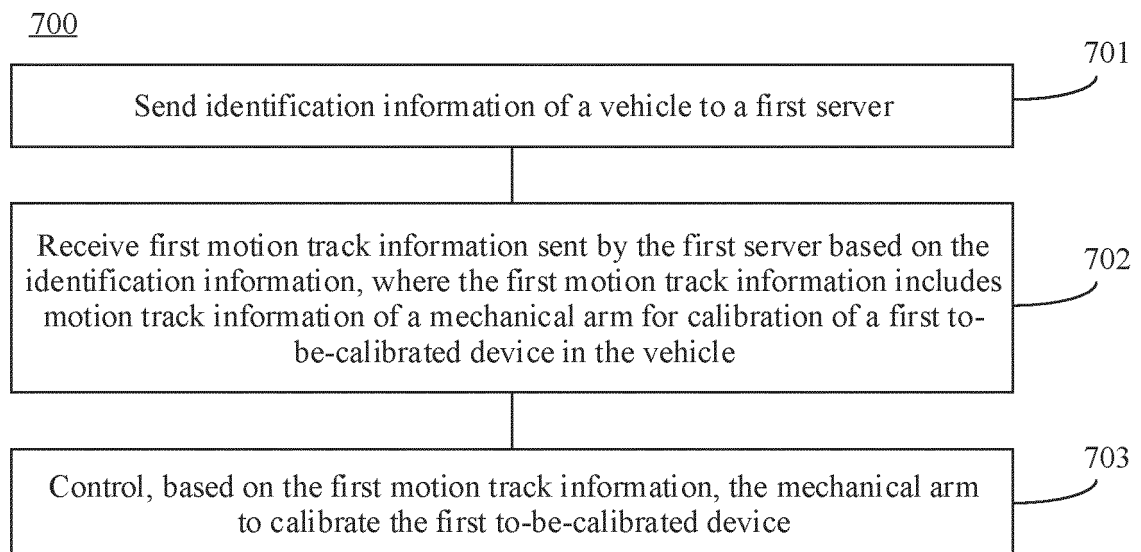 700
701
Send identification information of a vehicle to a first server
Receive first motion track information sent by the first server based on the
identification information, where the first motion track information includes
motion track information of a mechanical arm for calibration of a first to-
be-calibrated device in the vehicle
702
703
Control, based on the first motion track information, the mechanical arm
to calibrate the first to-be-calibrated device